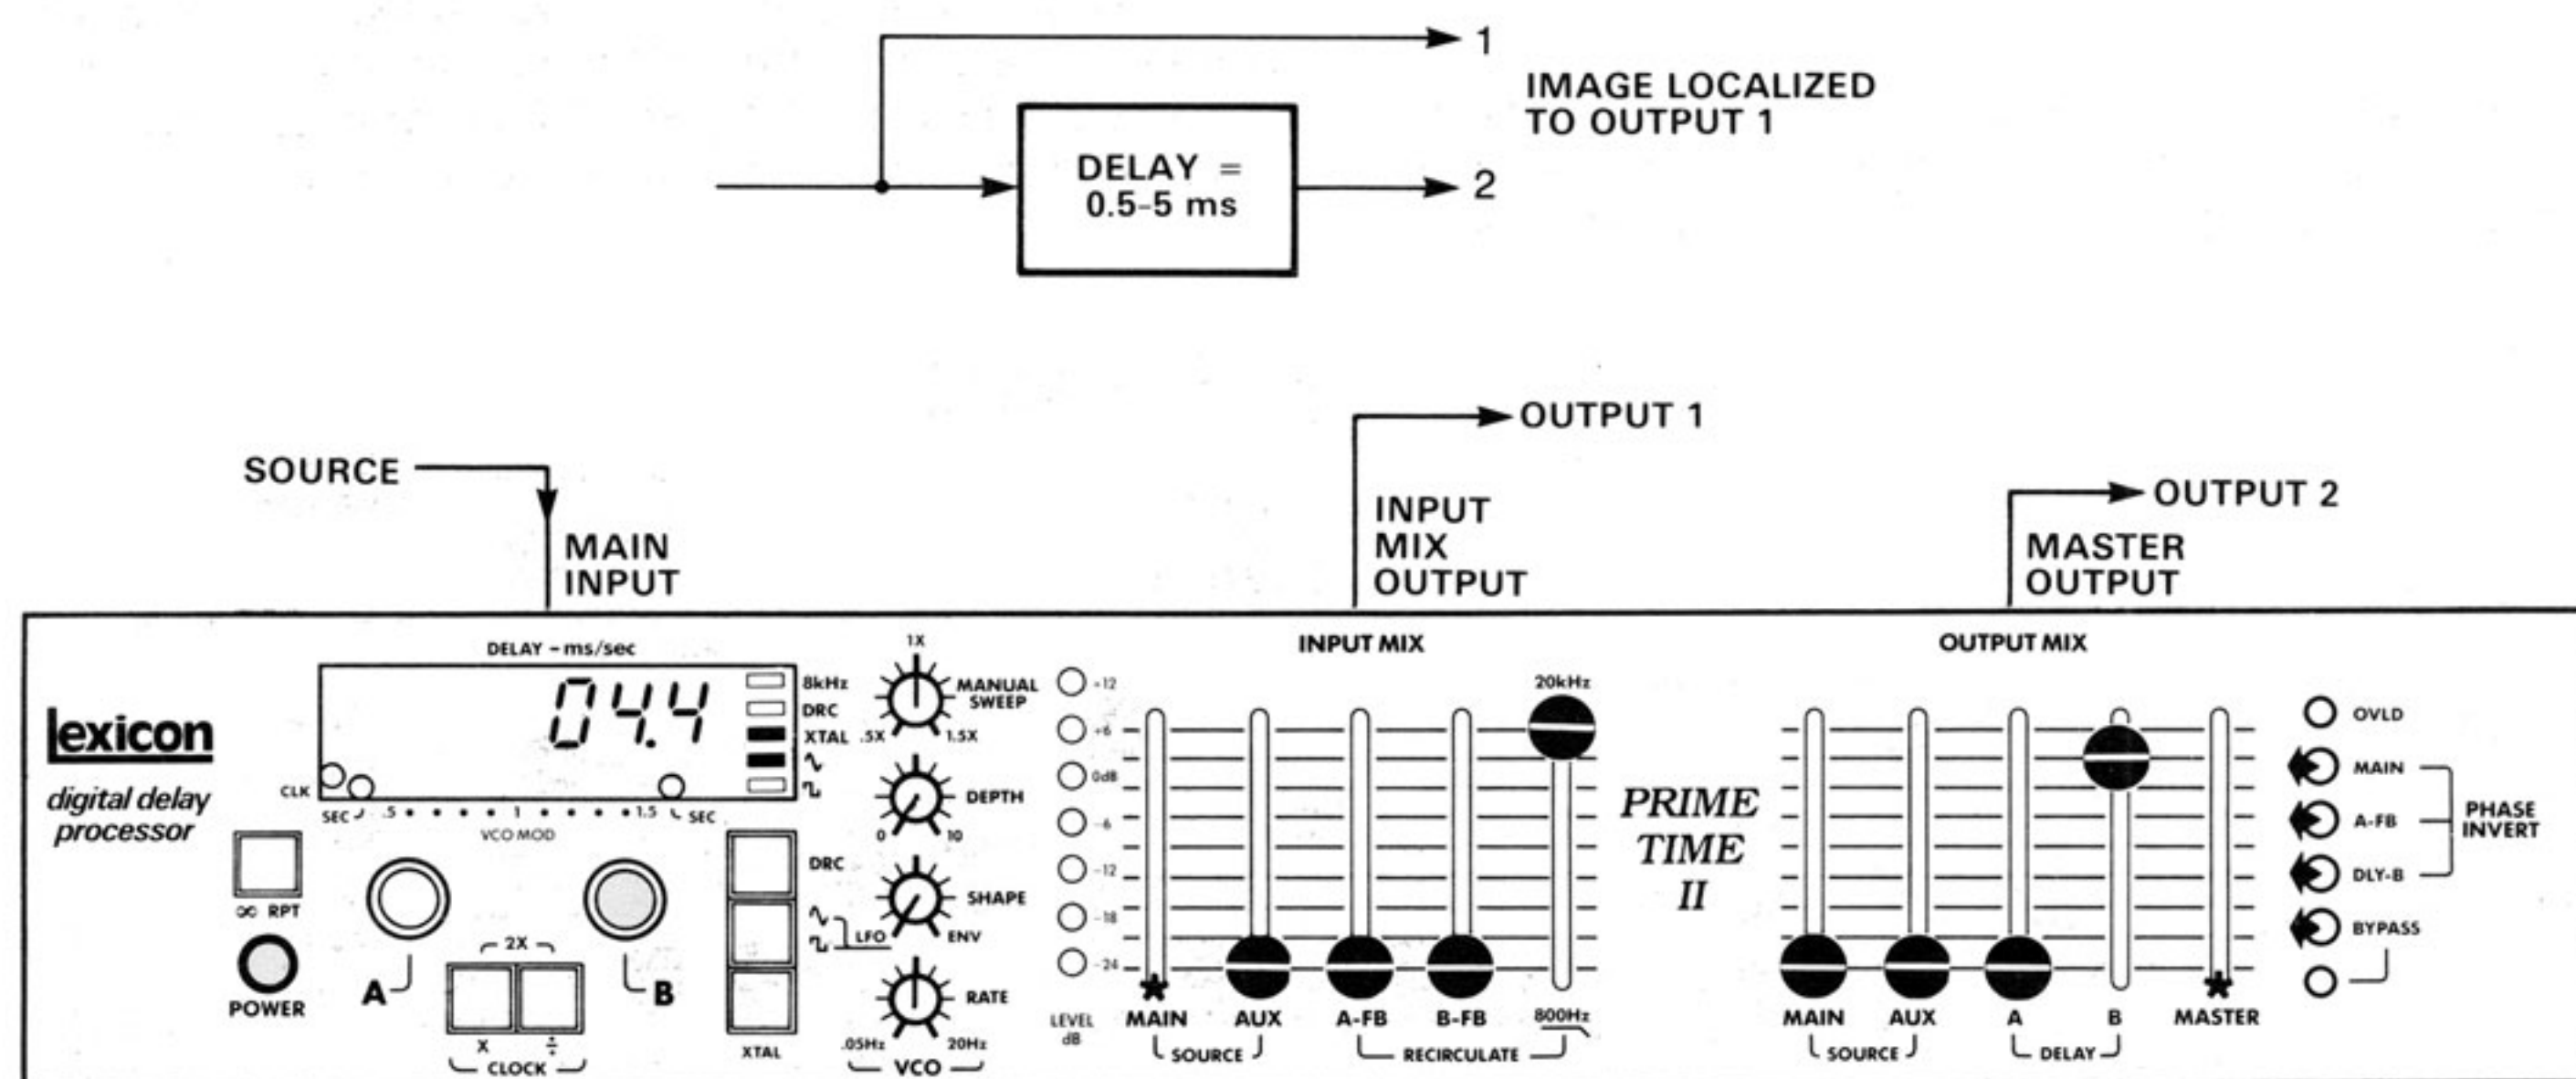 1
IMAGE LOCALIZED
TO OUTPUT 1
DELAY =
0.5-5 ms
2
OUTPUT 1
SOURCE
OUTPUT 2
INPUT
MIX
OUTPUT
MAIN
INPUT
MASTER
OUTPUT
DELAY - ms/sec
lexicon
digital delay
processor
04.4
8kHz
DRC
XTAL
CLK
SEC .5 1 1.5 SEC
VCO MOD
∞ RPT
POWER
A
B
2X
X ÷
CLOCK
DRC
LFO
XTAL
1X
MANUAL
SWEEP
.5X 1.5X
DEPTH
0 10
SHAPE
ENV
RATE
.05Hz 20Hz
VCO
INPUT MIX
-12
+6
0dB
-6
-12
-18
-24
LEVEL
dB
20kHz
800Hz
*
MAIN AUX A-FB B-FB
SOURCE RECIRCULATE
PRIME
TIME
II
OUTPUT MIX
*
MAIN AUX A B MASTER
SOURCE DELAY
OVLD
MAIN
A-FB
DLY-B
PHASE
INVERT
BYPASS